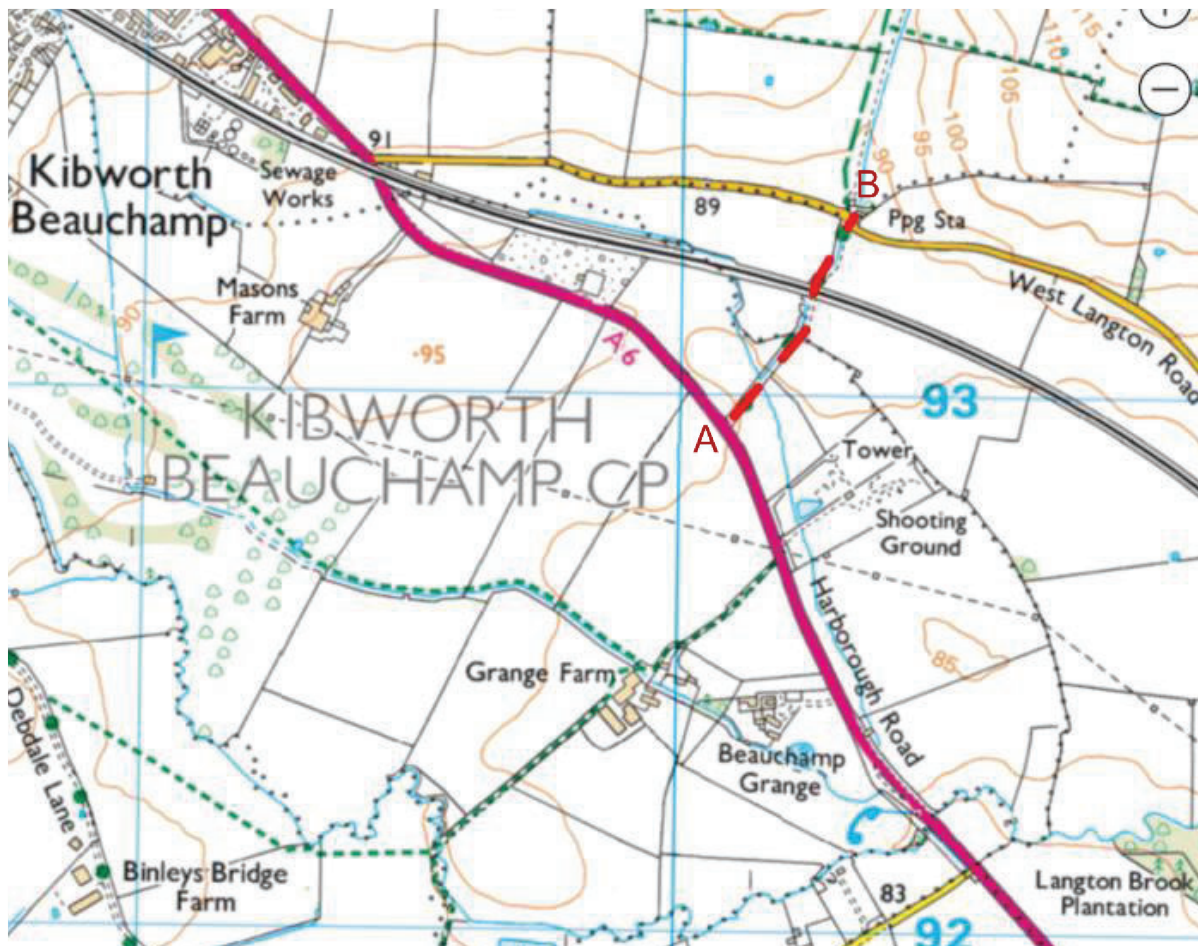 115
110
105
100
95
90
91
Kibworth
Beauchamp
Sewage
Works
89
B
Ppg Sta
West Langton Road
Masons
Farm
90
·95
A6
93
KIBWORTH
BEAUCHAMP CP
A
Tower
Shooting
Ground
Harborough Road
85
Grange Farm
Debdale Lane
Beauchamp
Grange
Binleys Bridge
Farm
83
92
Langton Brook
Plantation